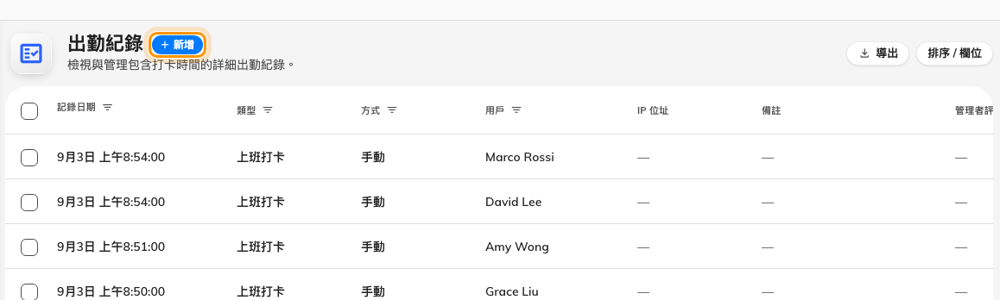 出勤紀錄 + 新增
檢視與管理包含打卡時間的詳細出勤紀錄。
導出 排序 / 欄位
記錄日期 類型 方式 用戶 IP 位址 備註 管理者評
9月3日 上午8:54:00 上班打卡 手動 Marco Rossi — — —
9月3日 上午8:54:00 上班打卡 手動 David Lee — — —
9月3日 上午8:51:00 上班打卡 手動 Amy Wong — — —
9月3日 上午8:50:00 上班打卡 手動 Grace Liu — — —